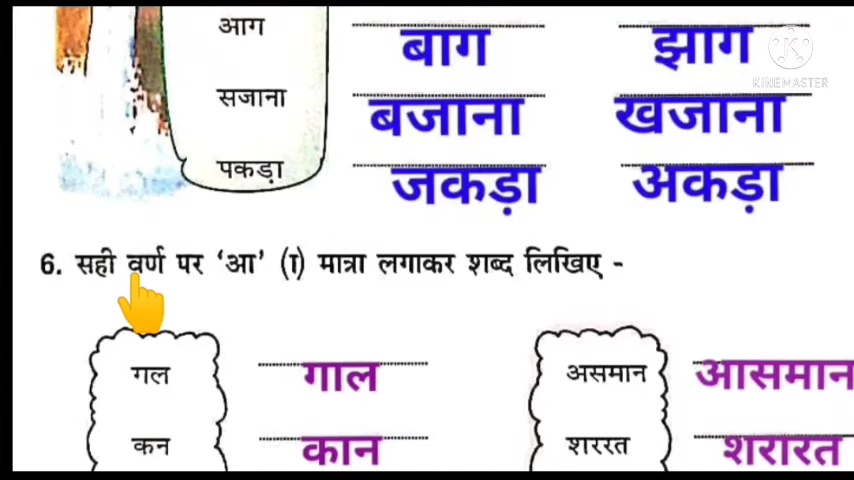 आग बाग झाग
KINEMASTER
सजाना बजाना खजाना
पकड़ा जकड़ा अकड़ा
6. सही वर्ण पर ‘आ’ (ा) मात्रा लगाकर शब्द लिखिए -
गल गाल असमान आसमान
कन कान शररत शरारत